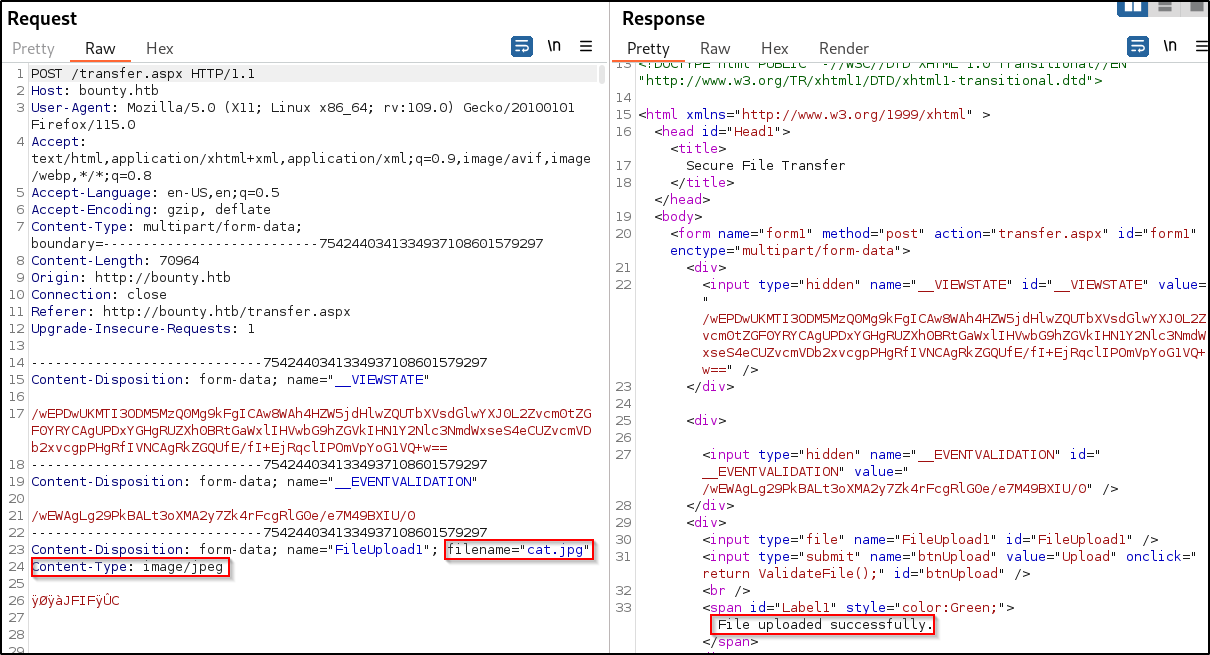 Request
Pretty Raw Hex
\n
1 POST /transfer.aspx HTTP/1.1
2 Host: bounty.htb
3 User-Agent: Mozilla/5.0 (X11; Linux x86_64; rv:109.0) Gecko/20100101
Firefox/115.0
4 Accept:
text/html,application/xhtml+xml,application/xml;q=0.9,image/avif,image
/webp,*/*;q=0.8
5 Accept-Language: en-US,en;q=0.5
6 Accept-Encoding: gzip, deflate
7 Content-Type: multipart/form-data;
boundary=---------------------------75424403413349371086015792​97
8 Content-Length: 70964
9 Origin: http://bounty.htb
10 Connection: close
11 Referer: http://bounty.htb/transfer.aspx
12 Upgrade-Insecure-Requests: 1
13
14 -----------------------------7542440341334937108601579297
15 Content-Disposition: form-data; name="__VIEWSTATE"
16
17 /wEPDwUKMTI3ODM5MzQ0Mg9kFgICAw8WAh4HZW5jdHlwZQUTbXVsdGlwYXJ0L2Zvcm0tZG
F0YRYCAgUPDxYGHgRUZXh0BRtGaWxlIHVwbG9hZGVkIHN1Y2Nlc3NmdWxseS4eCUZvcmVD
b2xvcgpPHgRfIVNCAgRkZGQUfE/fI+EjRqclIPOmVpYoG1VQ+w==
18 -----------------------------7542440341334937108601579297
19 Content-Disposition: form-data; name="__EVENTVALIDATION"
20
21 /wEWAgLg29PkBALt3oXMA2y7Zk4rFcgRlG0e/e7M49BXIU/0
22 -----------------------------7542440341334937108601579297
23 Content-Disposition: form-data; name="FileUpload1"; filename="cat.jpg"
24 Content-Type: image/jpeg
25
26 ÿØÿàJFIFÿÛC
27
28
29
Response
Pretty Raw Hex Render
\n
13 <!DOCTYPE html PUBLIC "-//W3C//DTD XHTML 1.0 Transitional//EN"
"http://www.w3.org/TR/xhtml1/DTD/xhtml1-transitional.dtd">
14
15 <html xmlns="http://www.w3.org/1999/xhtml" >
16 <head id="Head1">
<title>
17 Secure File Transfer
18 </title>
</head>
19 <body>
20 <form name="form1" method="post" action="transfer.aspx" id="form1"
enctype="multipart/form-data">
21 <div>
22 <input type="hidden" name="__VIEWSTATE" id="__VIEWSTATE" value=
"
/wEPDwUKMTI3ODM5MzQ0Mg9kFgICAw8WAh4HZW5jdHlwZQUTbXVsdGlwYXJ0L2Z
vcm0tZGF0YRYCAgUPDxYGHgRUZXh0BRtGaWxlIHVwbG9hZGVkIHN1Y2Nlc3NmdW
xseS4eCUZvcmVDb2xvcgpPHgRfIVNCAgRkZGQUfE/fI+EjRqclIPOmVpYoG1VQ+
w==" />
23 </div>
24
25 <div>
26
27 <input type="hidden" name="__EVENTVALIDATION" id="
__EVENTVALIDATION" value="
/wEWAgLg29PkBALt3oXMA2y7Zk4rFcgRlG0e/e7M49BXIU/0" />
28 </div>
29 <div>
30 <input type="file" name="FileUpload1" id="FileUpload1" />
31 <input type="submit" name="btnUpload" value="Upload" onclick="
return ValidateFile();" id="btnUpload" />
32 <br />
33 <span id="Label1" style="color:Green;">
File uploaded successfully.
</span>